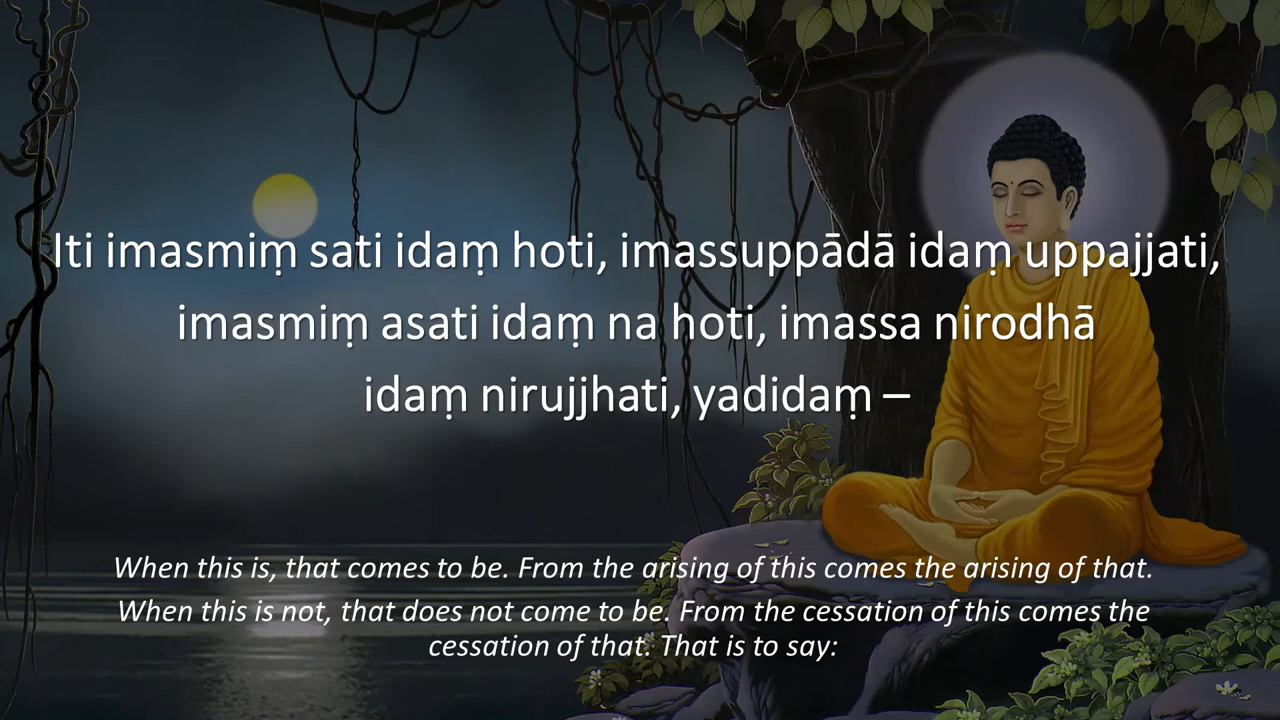 Iti imasmiṃ sati idaṃ hoti, imassuppādā idaṃ uppajjati,
imasmiṃ asati idaṃ na hoti, imassa nirodhā
idaṃ nirujjhati, yadidaṃ –
When this is, that comes to be. From the arising of this comes the arising of that.
When this is not, that does not come to be. From the cessation of this comes the
cessation of that. That is to say: